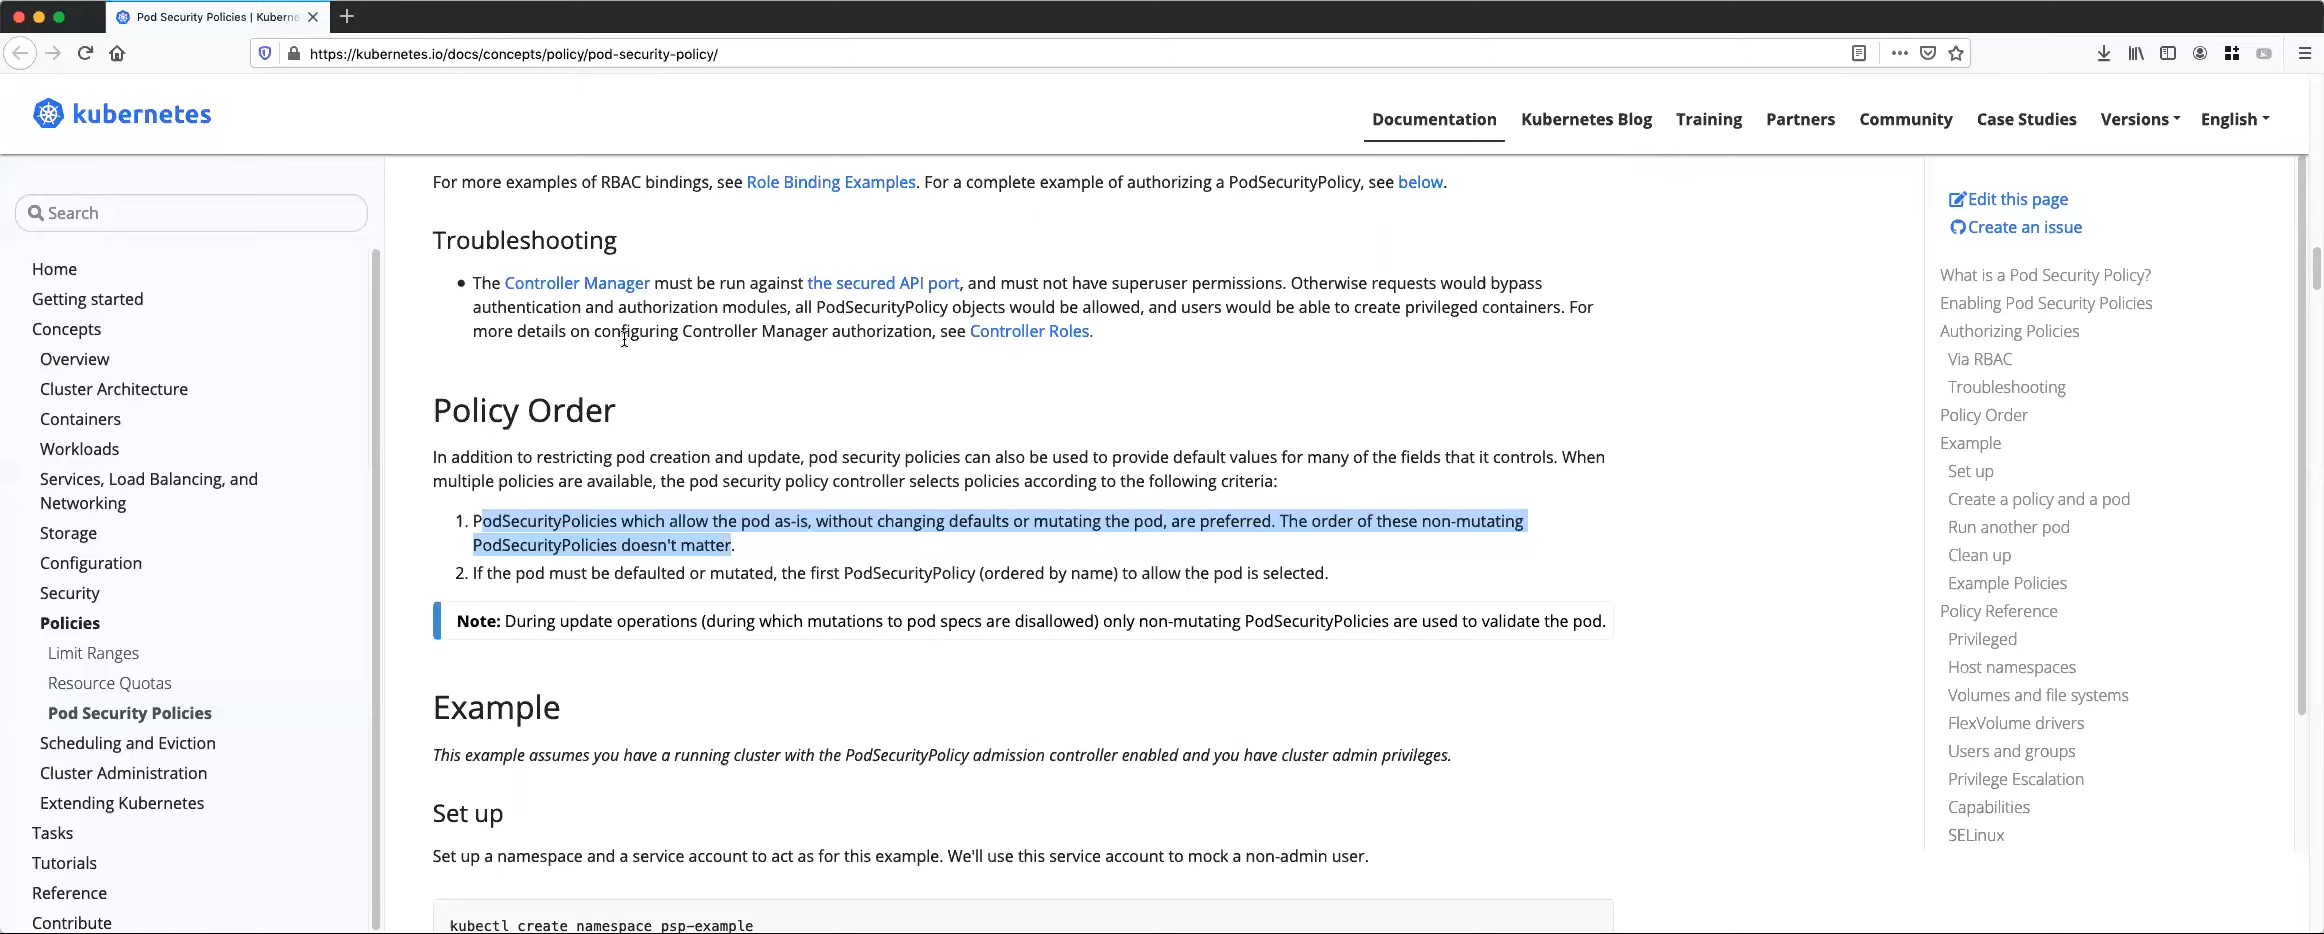 Pod Security Policies | Kuberne
https://kubernetes.io/docs/concepts/policy/pod-security-policy/
kubernetes
Documentation
Kubernetes Blog
Training
Partners
Community
Case Studies
Versions
English
Search
Home
Getting started
Concepts
Overview
Cluster Architecture
Containers
Workloads
Services, Load Balancing, and
Networking
Storage
Configuration
Security
Policies
Limit Ranges
Resource Quotas
Pod Security Policies
Scheduling and Eviction
Cluster Administration
Extending Kubernetes
Tasks
Tutorials
Reference
Contribute
For more examples of RBAC bindings, see Role Binding Examples. For a complete example of authorizing a PodSecurityPolicy, see below.
Troubleshooting
• The Controller Manager must be run against the secured API port, and must not have superuser permissions. Otherwise requests would bypass
authentication and authorization modules, all PodSecurityPolicy objects would be allowed, and users would be able to create privileged containers. For
more details on configuring Controller Manager authorization, see Controller Roles.
Policy Order
In addition to restricting pod creation and update, pod security policies can also be used to provide default values for many of the fields that it controls. When
multiple policies are available, the pod security policy controller selects policies according to the following criteria:
1. PodSecurityPolicies which allow the pod as-is, without changing defaults or mutating the pod, are preferred. The order of these non-mutating
PodSecurityPolicies doesn't matter.
2. If the pod must be defaulted or mutated, the first PodSecurityPolicy (ordered by name) to allow the pod is selected.
Note: During update operations (during which mutations to pod specs are disallowed) only non-mutating PodSecurityPolicies are used to validate the pod.
Example
This example assumes you have a running cluster with the PodSecurityPolicy admission controller enabled and you have cluster admin privileges.
Set up
Set up a namespace and a service account to act as for this example. We'll use this service account to mock a non-admin user.
kubectl create namespace psp-example
Edit this page
Create an issue
What is a Pod Security Policy?
Enabling Pod Security Policies
Authorizing Policies
Via RBAC
Troubleshooting
Policy Order
Example
Set up
Create a policy and a pod
Run another pod
Clean up
Example Policies
Policy Reference
Privileged
Host namespaces
Volumes and file systems
FlexVolume drivers
Users and groups
Privilege Escalation
Capabilities
SELinux